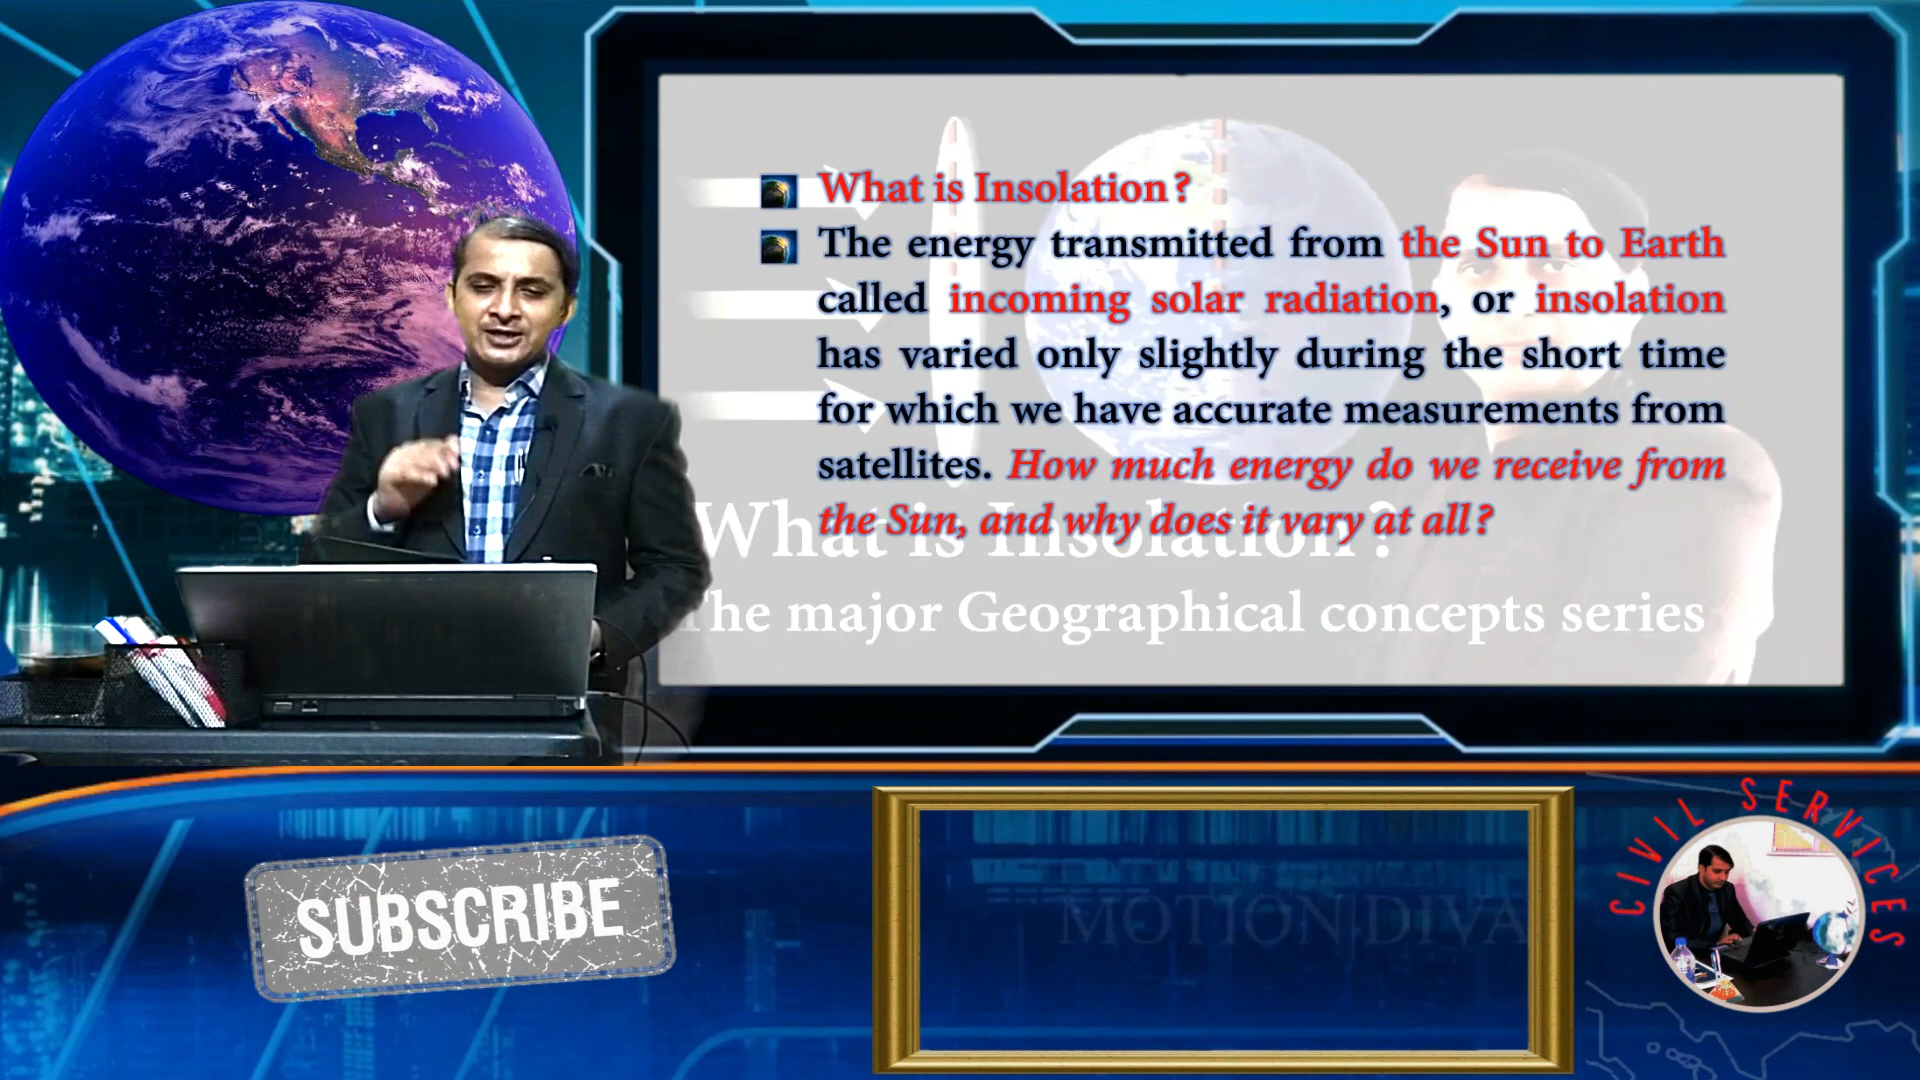 What is Insolation?
The energy transmitted from the Sun to Earth
called incoming solar radiation, or insolation
has varied only slightly during the short time
for which we have accurate measurements from
satellites. How much energy do we receive from
the Sun, and why does it vary at all?
What is Insolation?
The major Geographical concepts series
CIVIL SERVICES
SUBSCRIBE
MOTION DIVA